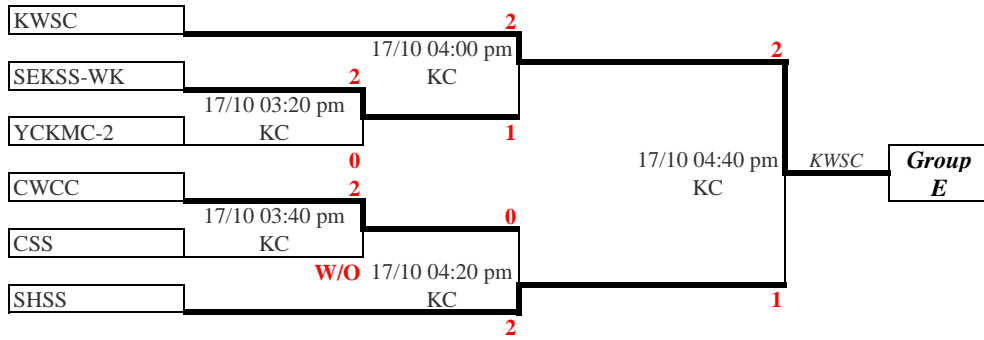 KWSC
2
17/10 04:00 pm
KC
2
SEKSS-WK
2
17/10 03:20 pm
KC
YCKMC-2
1
0
17/10 04:40 pm
KC
KWSC
Group
E
CWCC
2
17/10 03:40 pm
KC
0
CSS
W/O
17/10 04:20 pm
KC
1
SHSS
2